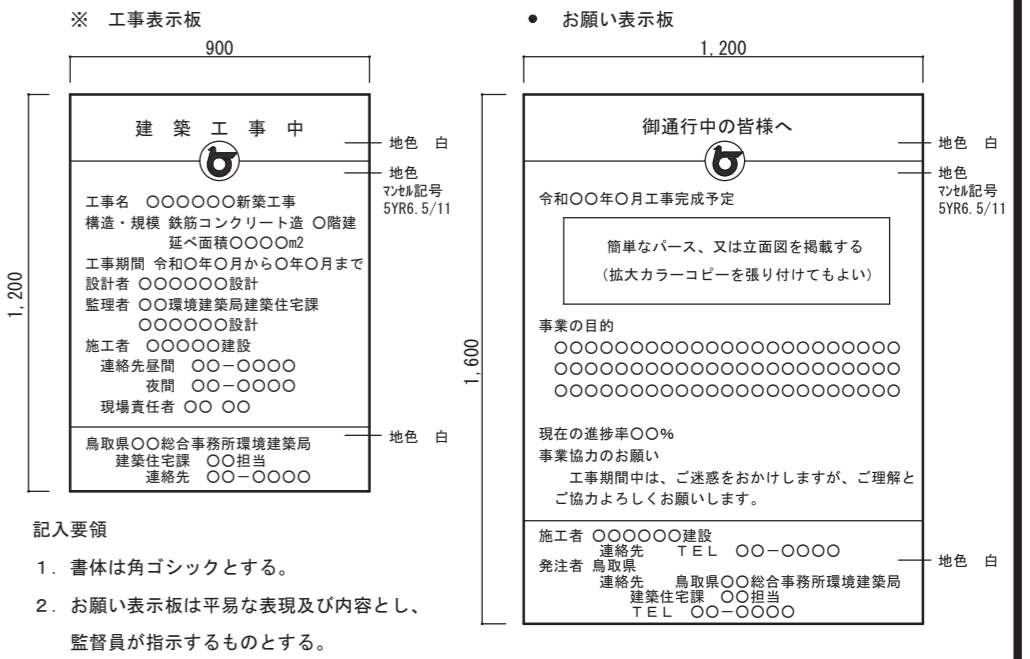 ※ 工事表示板
900
1,200
建築工事中
地色 白
地色
ﾏﾝｾﾙ記号
5YR6.5/11
工事名 〇〇〇〇〇〇新築工事
構造・規模 鉄筋コンクリート造 〇階建
延べ面積〇〇〇〇m2
工事期間 令和〇年〇月から〇年〇月まで
設計者 〇〇〇〇〇〇設計
監理者 〇〇環境建築局建築住宅課
〇〇〇〇〇〇設計
施工者 〇〇〇〇〇建設
連絡先昼間 〇〇−〇〇〇〇
夜間 〇〇−〇〇〇〇
現場責任者 〇〇 〇〇
鳥取県〇〇総合事務所環境建築局
建築住宅課 〇〇担当
連絡先 〇〇−〇〇〇〇
地色 白
記入要領
1．書体は角ゴシックとする。
2．お願い表示板は平易な表現及び内容とし、
監督員が指示するものとする。
● お願い表示板
1,200
1,600
御通行中の皆様へ
地色 白
地色
ﾏﾝｾﾙ記号
5YR6.5/11
令和〇〇年〇月工事完成予定
簡単なパース、又は立面図を掲載する
（拡大カラーコピーを張り付けてもよい）
事業の目的
〇〇〇〇〇〇〇〇〇〇〇〇〇〇〇〇〇〇〇〇〇〇〇
〇〇〇〇〇〇〇〇〇〇〇〇〇〇〇〇〇〇〇〇〇〇〇
〇〇〇〇〇〇〇〇〇〇〇〇〇〇〇〇〇〇〇〇〇〇〇
現在の進捗率〇〇％
事業協力のお願い
工事期間中は、ご迷惑をおかけしますが、ご理解と
ご協力よろしくお願いします。
施工者 〇〇〇〇〇〇建設
連絡先 ＴＥＬ 〇〇−〇〇〇〇
発注者 鳥取県
連絡先 鳥取県〇〇総合事務所環境建築局
建築住宅課 〇〇担当
ＴＥＬ 〇〇−〇〇〇〇
地色 白